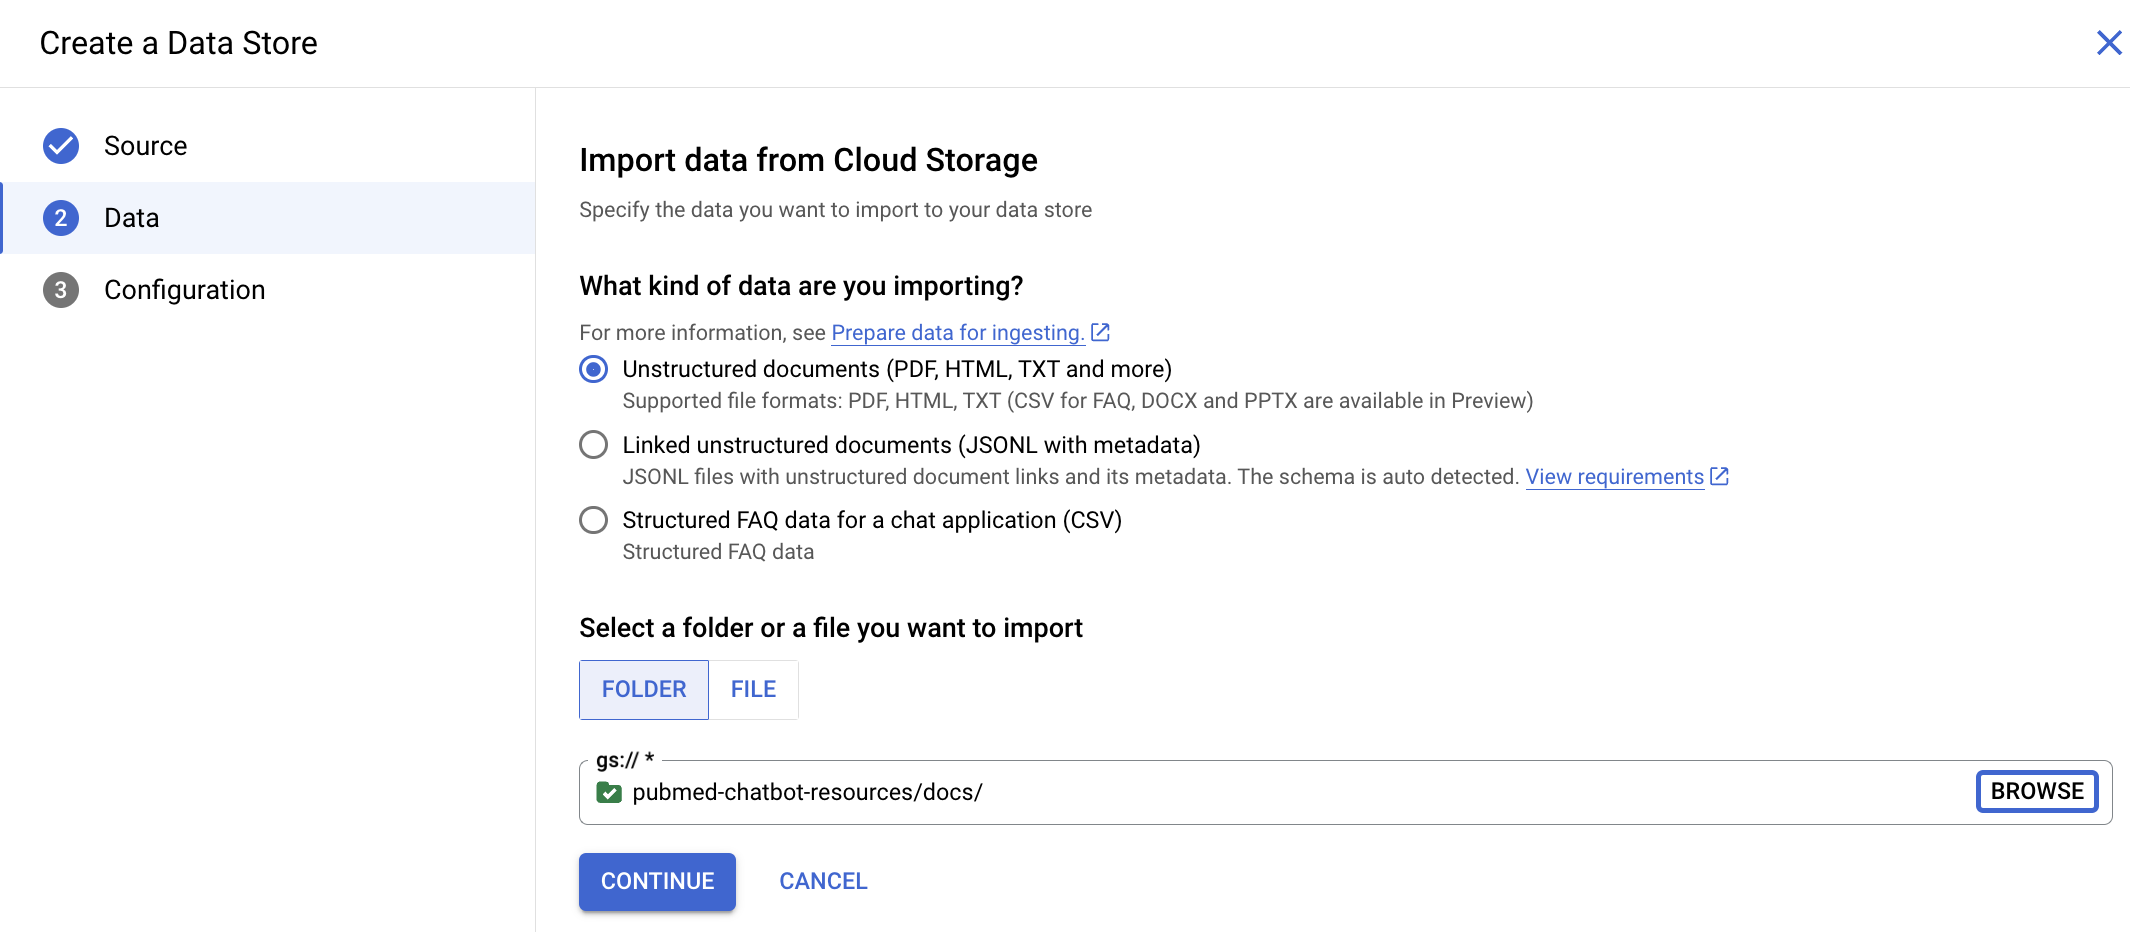 Create a Data Store
Source
2 Data
3 Configuration
Import data from Cloud Storage
Specify the data you want to import to your data store
What kind of data are you importing?
For more information, see Prepare data for ingesting.
Unstructured documents (PDF, HTML, TXT and more)
Supported file formats: PDF, HTML, TXT (CSV for FAQ, DOCX and PPTX are available in Preview)
Linked unstructured documents (JSONL with metadata)
JSONL files with unstructured document links and its metadata. The schema is auto detected. View requirements
Structured FAQ data for a chat application (CSV)
Structured FAQ data
Select a folder or a file you want to import
FOLDER FILE
gs:// *
pubmed-chatbot-resources/docs/ BROWSE
CONTINUE CANCEL